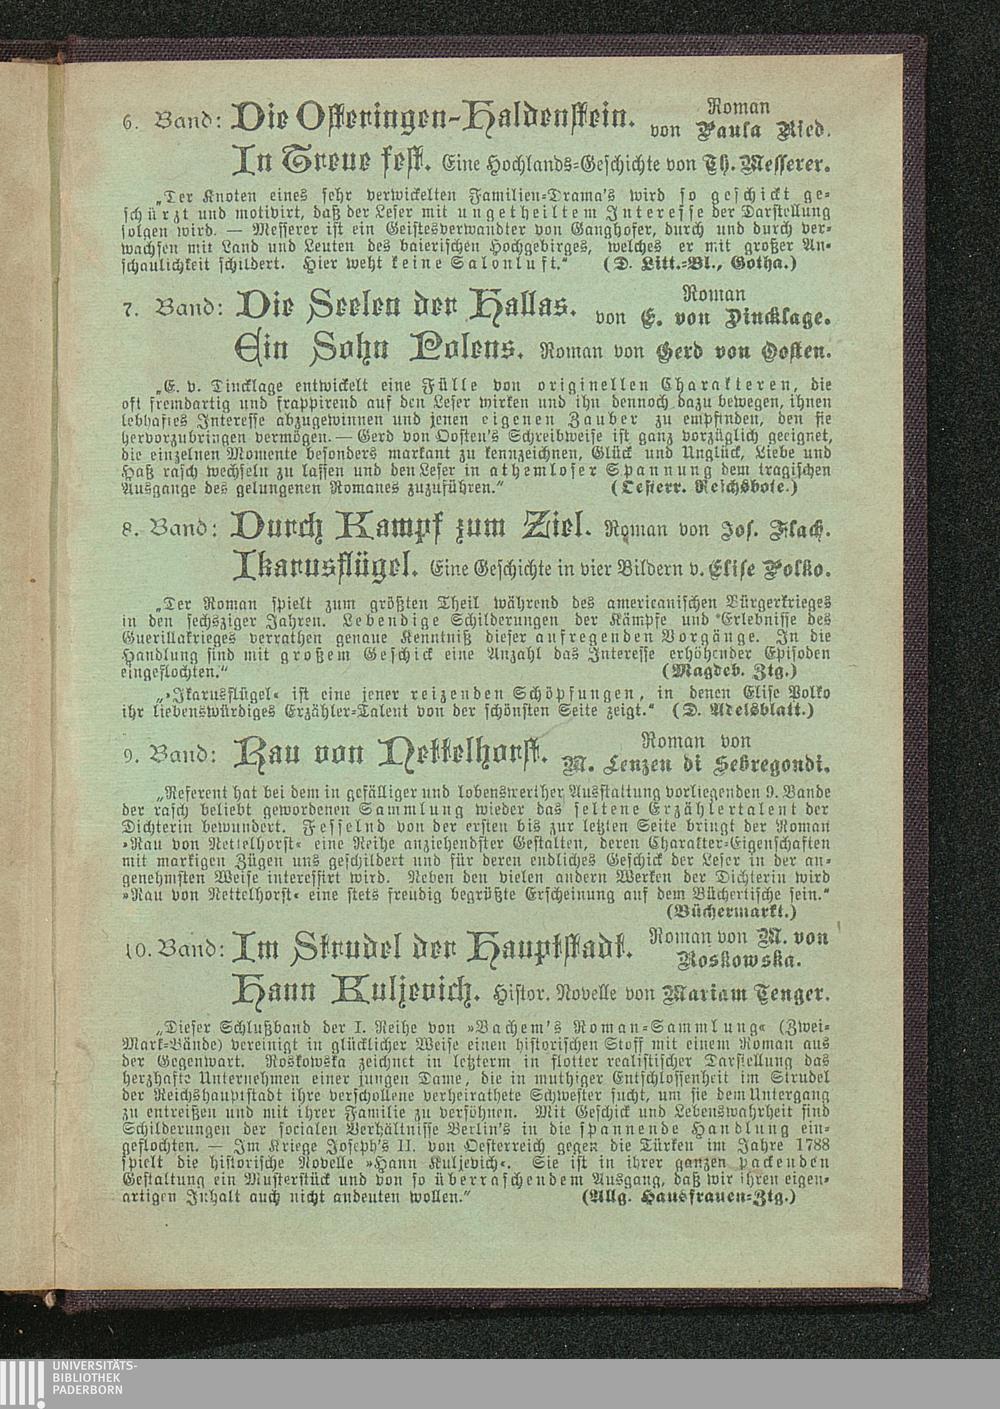 6. Band: Die Ofteringen-Haldenstein. Roman von Paula Ried.
In Treue fest. Eine Hochlands-Geschichte von Th. Messerer.
„Der Knoten eines sehr verwickelten Familien-Drama's wird so geschickt ge-
schürzt und motivirt, daß der Leser mit ungetheiltem Interesse der Darstellung
folgen wird. — Messerer ist ein Geistesverwandter von Ganghofer, durch und durch ver-
wachsen mit Land und Leuten des baierischen Hochgebirges, welches er mit großer An-
schaulichkeit schildert. Hier weht keine Salonluft.“ (D. Litt.-Bl., Gotha.)
7. Band: Die Seelen der Hallas. Roman von E. von Dincklage.
Ein Sohn Polens. Roman von Gerd von Oosten.
„E. v. Dincklage entwickelt eine Fülle von originellen Charakteren, die
oft fremdartig und frappirend auf den Leser wirken und ihn dennoch dazu bewegen, ihnen
lebhaftes Interesse abzugewinnen und jenen eigenen Zauber zu empfinden, den sie
hervorzubringen vermögen. — Gerd von Oosten's Schreibweise ist ganz vorzüglich geeignet,
die einzelnen Momente besonders markant zu kennzeichnen, Glück und Unglück, Liebe und
Haß rasch wechseln zu lassen und den Leser in athemloser Spannung dem tragischen
Ausgange des gelungenen Romanes zuzuführen.“ (Oesterr. Reichsbote.)
8. Band: Durch Kampf zum Ziel. Roman von Jos. Flach.
Ikarusflügel. Eine Geschichte in vier Bildern v. Elise Polko.
„Der Roman spielt zum größten Theil während des americanischen Bürgerkrieges
in den sechsziger Jahren. Lebendige Schilderungen der Kämpfe und Erlebnisse des
Guerillakrieges verrathen genaue Kenntniß dieser aufregenden Vorgänge. In die
Handlung sind mit großem Geschick eine Anzahl das Interesse erhöhender Episoden
eingeflochten.“ (Magdeb. Ztg.)
„›Ikarusflügel‹ ist eine jener reizenden Schöpfungen, in denen Elise Polko
ihr liebenswürdiges Erzähler-Talent von der schönsten Seite zeigt.“ (D. Adelsblatt.)
9. Band: Rau von Nettelhorst. Roman von M. Lenzen di Sebregondi.
„Referent hat bei dem in gefälliger und lobenswerther Ausstattung vorliegenden 9. Bande
der rasch beliebt gewordenen Sammlung wieder das seltene Erzählertalent der
Dichterin bewundert. Fesselnd von der ersten bis zur letzten Seite bringt der Roman
»Rau von Nettelhorst« eine Reihe anziehendster Gestalten, deren Charakter-Eigenschaften
mit markigen Zügen uns geschildert und für deren endliches Geschick der Leser in der an-
genehmsten Weise interessirt wird. Neben den vielen andern Werken der Dichterin wird
»Rau von Nettelhorst« eine stets freudig begrüßte Erscheinung auf dem Büchertische sein.“
(Büchermarkt.)
10. Band: Im Strudel der Hauptstadt. Roman von M. von Roskowska.
Hann Kuljevich. Histor. Novelle von Mariam Tenger.
„Dieser Schlußband der I. Reihe von »Bachem's Roman-Sammlung« (Zwei-
Mark-Bände) vereinigt in glücklicher Weise einen historischen Stoff mit einem Roman aus
der Gegenwart. Roskowska zeichnet in letzterm in flotter realistischer Darstellung das
herzhafte Unternehmen einer jungen Dame, die in muthiger Entschlossenheit im Strudel
der Reichshauptstadt ihre verschollene verheirathete Schwester sucht, um sie dem Untergang
zu entreißen und mit ihrer Familie zu versöhnen. Mit Geschick und Lebenswahrheit sind
Schilderungen der socialen Verhältnisse Berlin's in die spannende Handlung ein-
geflochten. — Im Kriege Joseph's II. von Oesterreich gegen die Türken im Jahre 1788
spielt die historische Novelle »Hann Kuljevich«. Sie ist in ihrer ganzen packenden
Gestaltung ein Musterstück und von so überraschendem Ausgang, daß wir ihren eigen-
artigen Inhalt auch nicht andeuten wollen.“ (Allg. Hausfrauen-Ztg.)
UNIVERSITÄTS-
BIBLIOTHEK
PADERBORN